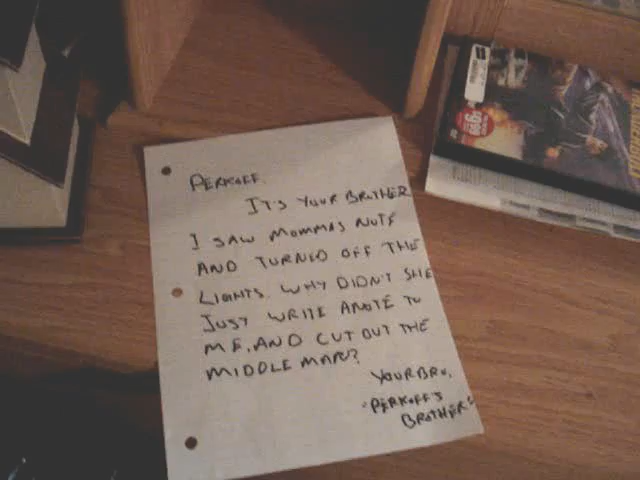 PERKOFF.
IT'S YOUR BROTHER
I SAW MOMMAS NOTE
AND TURNED OFF THE
LIGHTS. WHY DIDN'T SHE
JUST WRITE A NOTE TO
ME, AND CUT OUT THE
MIDDLE MAN?
YOUR BRO,
"PERKOFF'S
BROTHER"